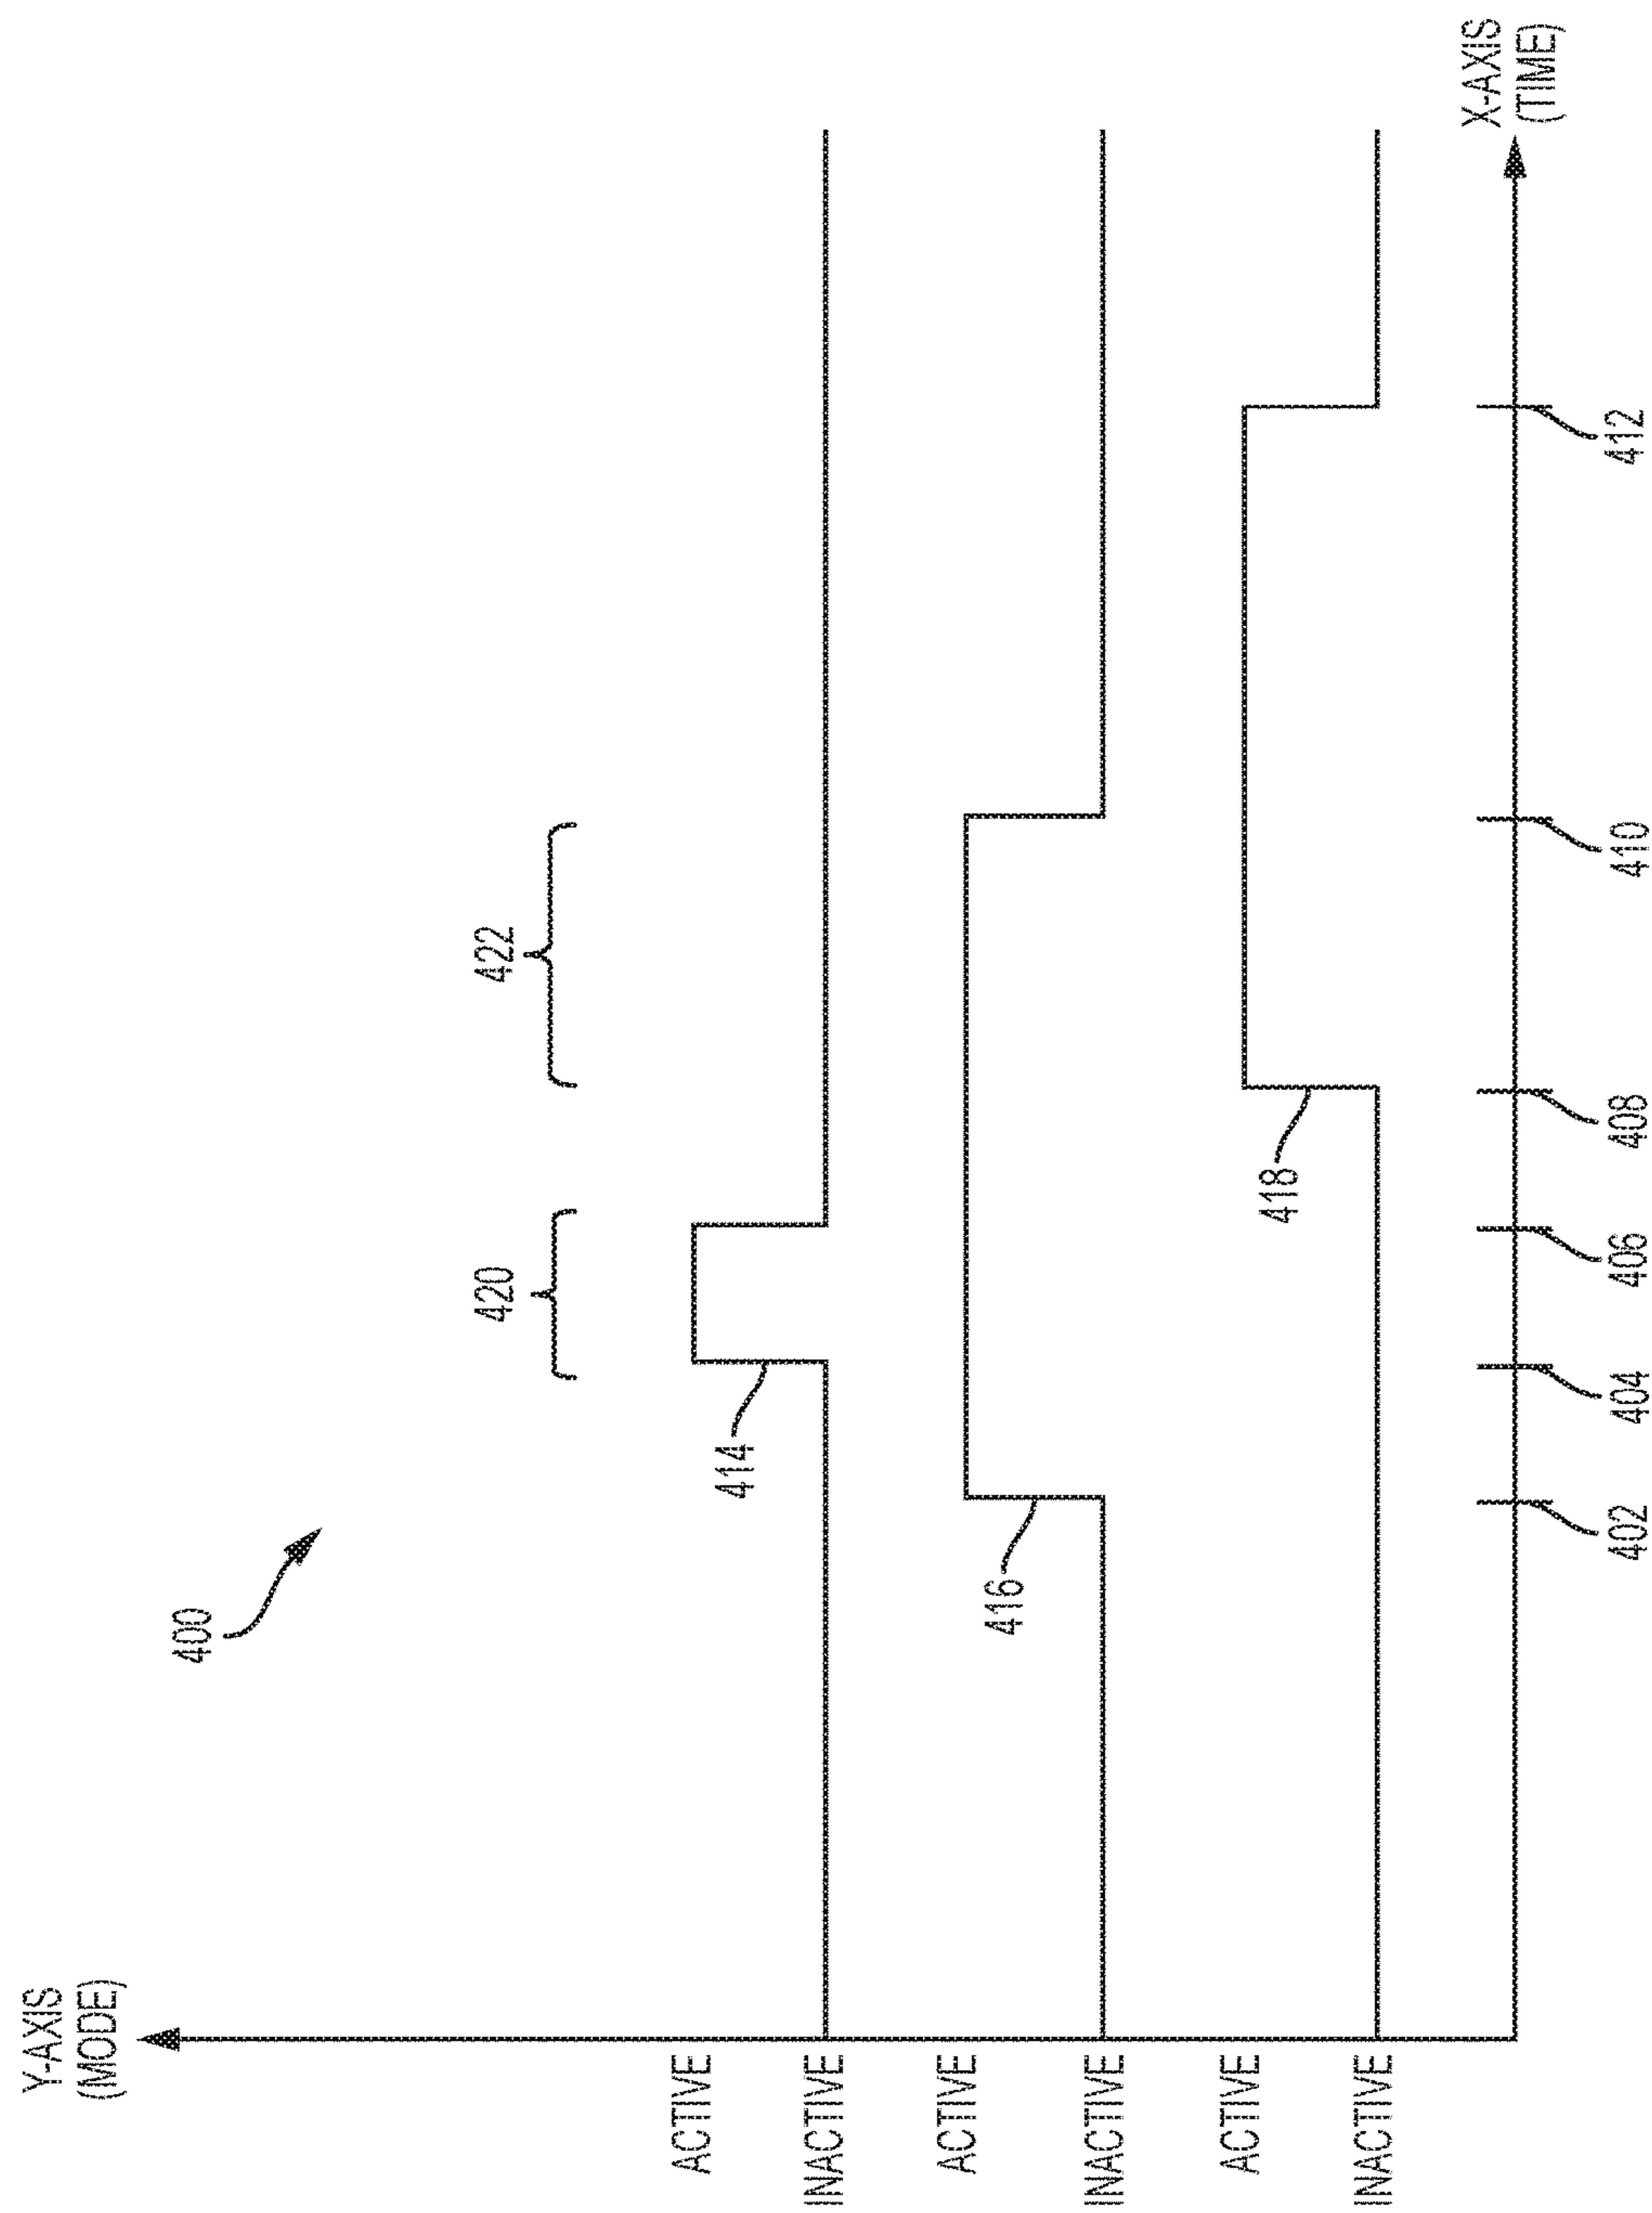 Y-AXIS
(MODE)
400
420
422
ACTIVE
414
INACTIVE
ACTIVE
416
INACTIVE
ACTIVE
418
INACTIVE
X-AXIS
(TIME)
402
404
406
408
410
412